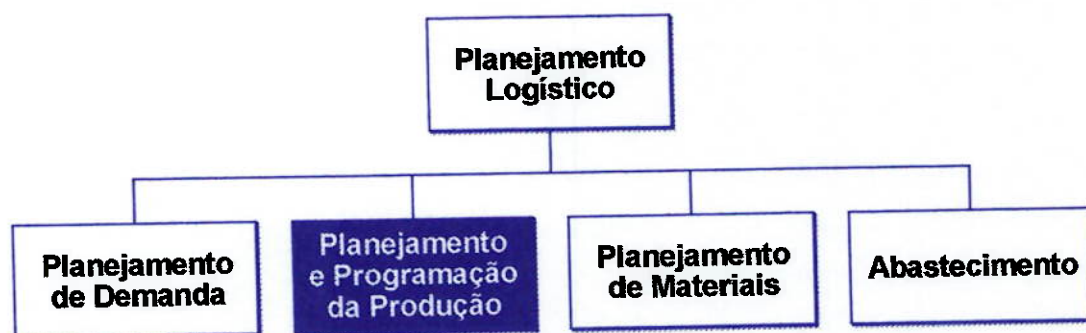 Planejamento
Logístico
Planejamento
de Demanda
Planejamento
e Programação
da Produção
Planejamento
de Materiais
Abastecimento